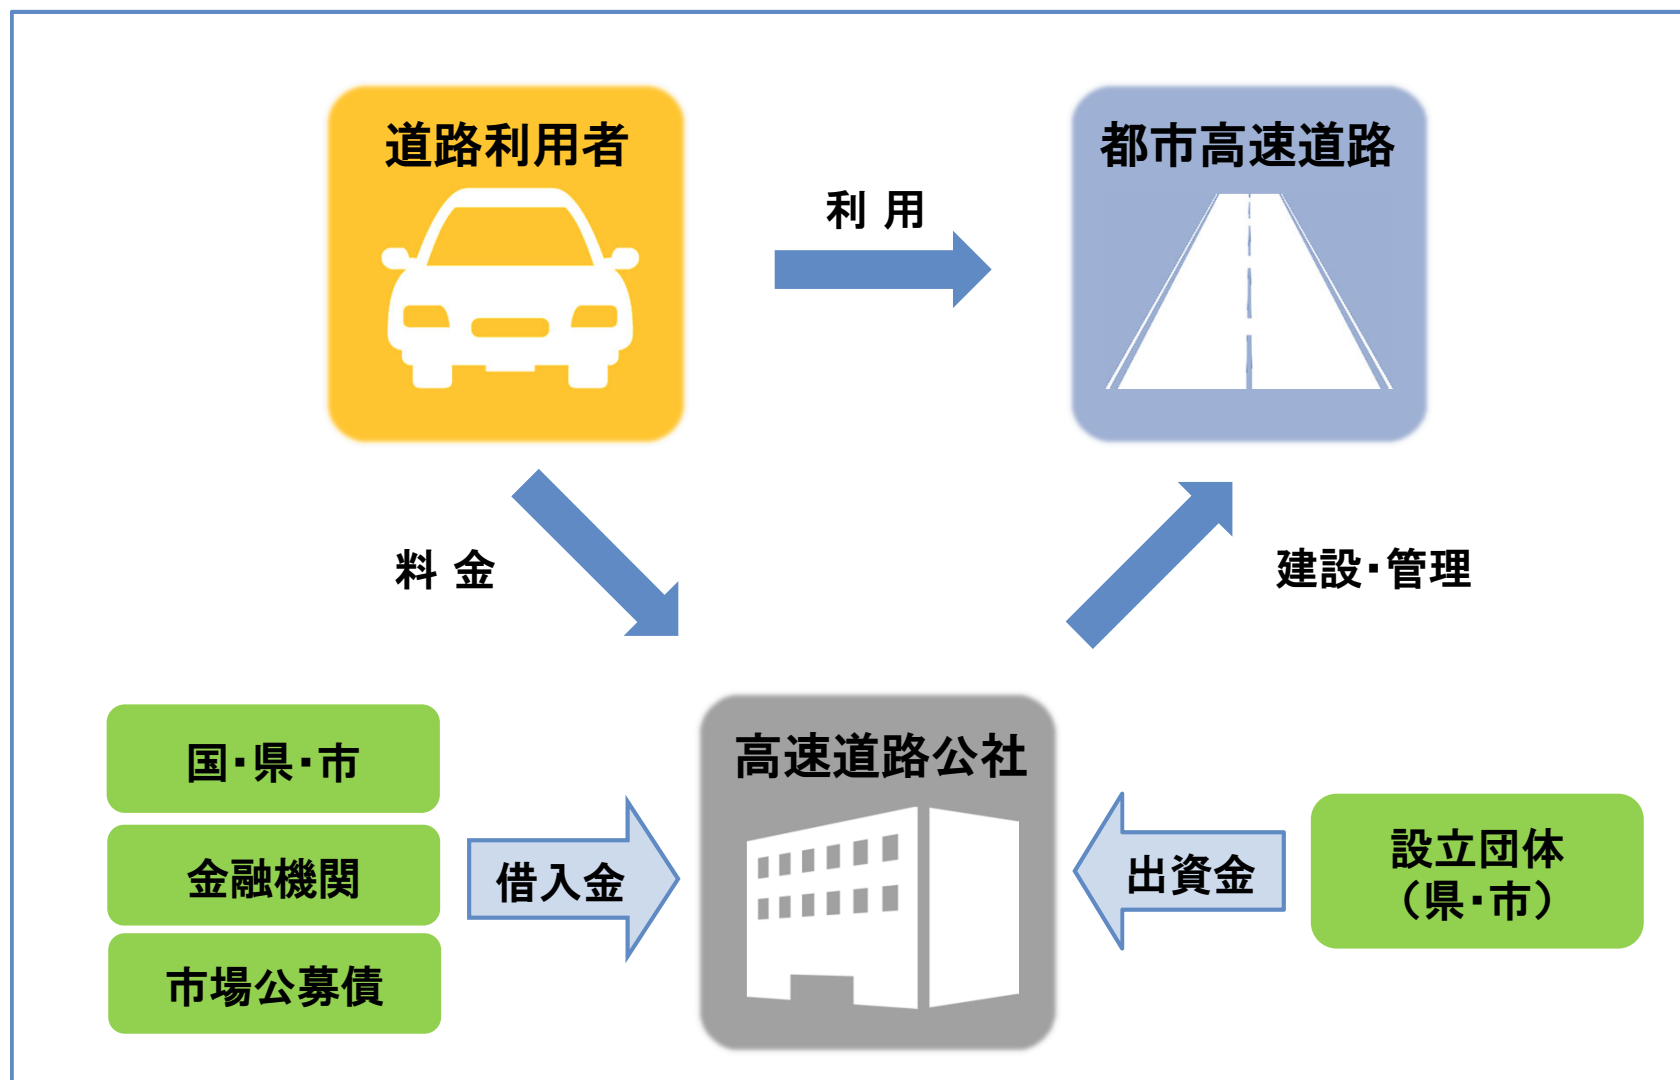 道路利用者
都市高速道路
利 用
料 金
建設・管理
高速道路公社
国・県・市
金融機関
市場公募債
借入金
出資金
設立団体
（県・市）